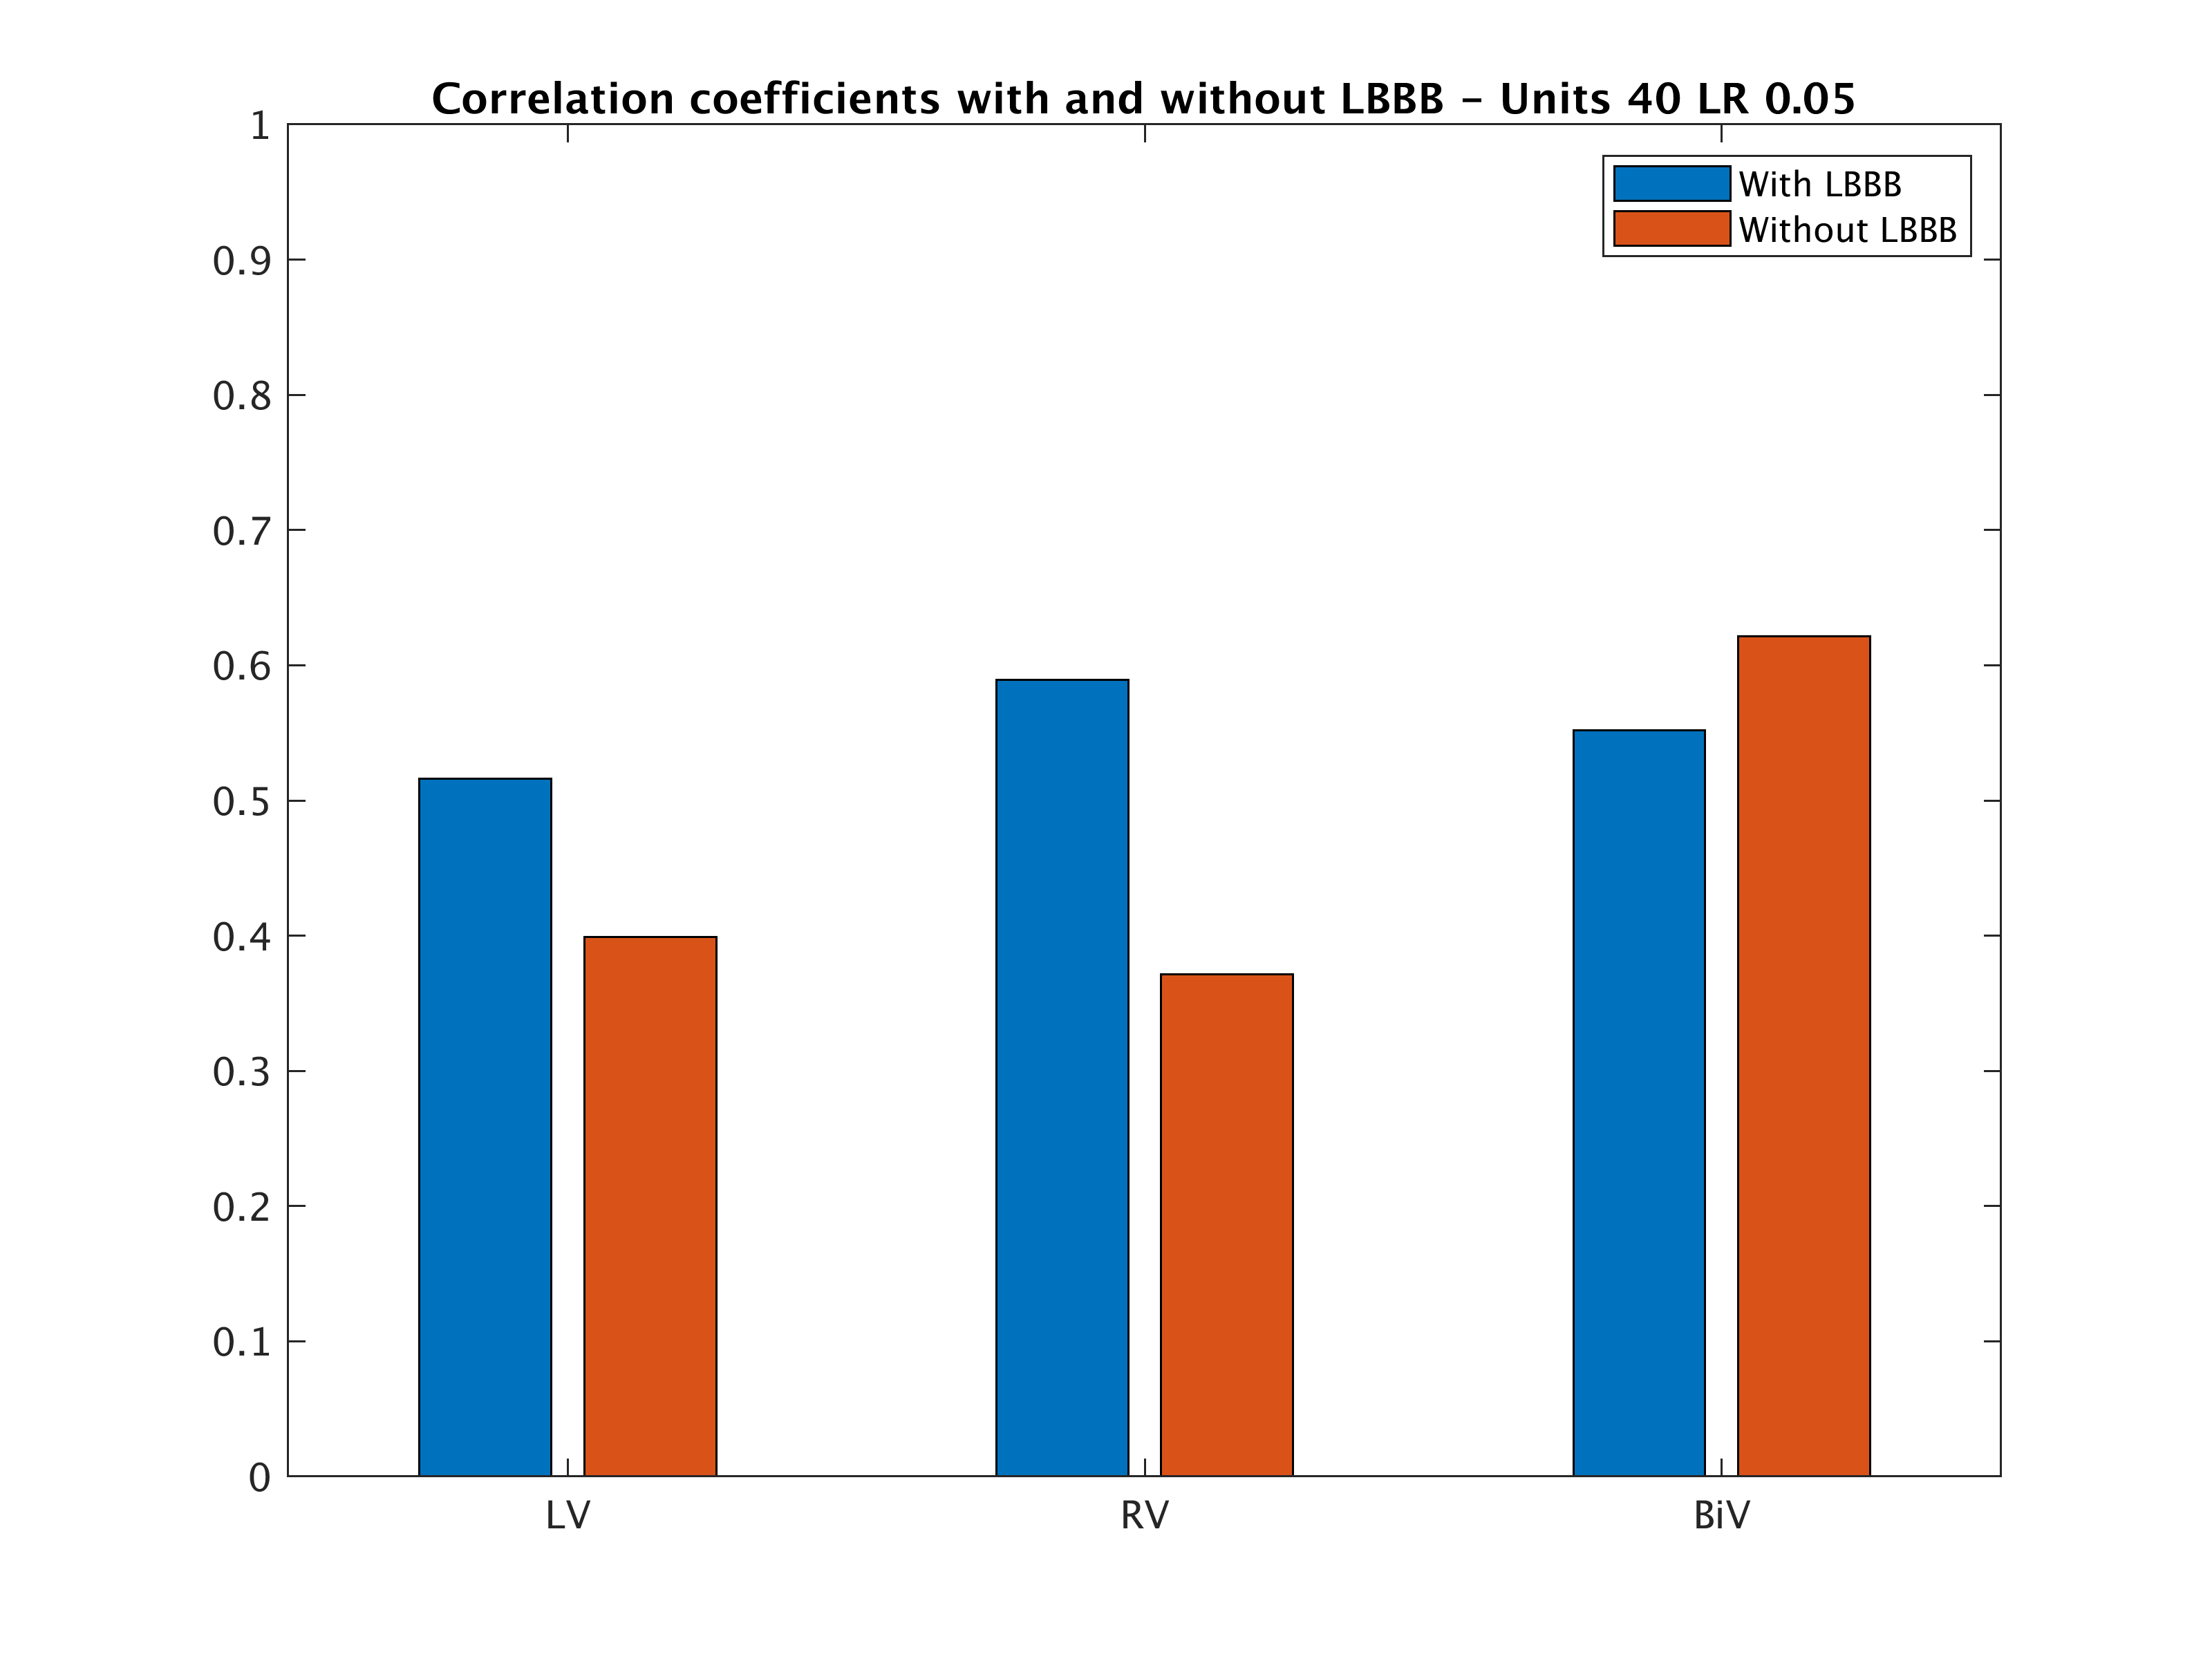 Correlation coefficients with and without LBBB – Units 40 LR 0.05
1
With LBBB
Without LBBB
0.9
0.8
0.7
0.6
0.5
0.4
0.3
0.2
0.1
0
LV RV BiV